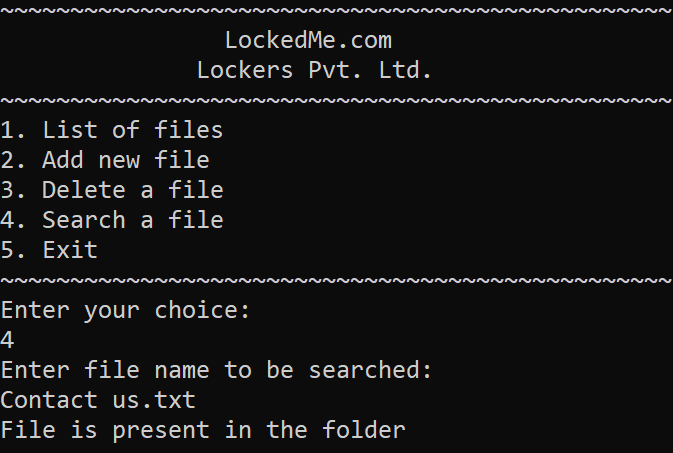 ~~~~~~~~~~~~~~~~~~~~~~~~~~~~~~~~~~~~~~~~~~~~~~~~
LockedMe.com
Lockers Pvt. Ltd.
~~~~~~~~~~~~~~~~~~~~~~~~~~~~~~~~~~~~~~~~~~~~~~~~
1. List of files
2. Add new file
3. Delete a file
4. Search a file
5. Exit
~~~~~~~~~~~~~~~~~~~~~~~~~~~~~~~~~~~~~~~~~~~~~~~~
Enter your choice:
4
Enter file name to be searched:
Contact us.txt
File is present in the folder